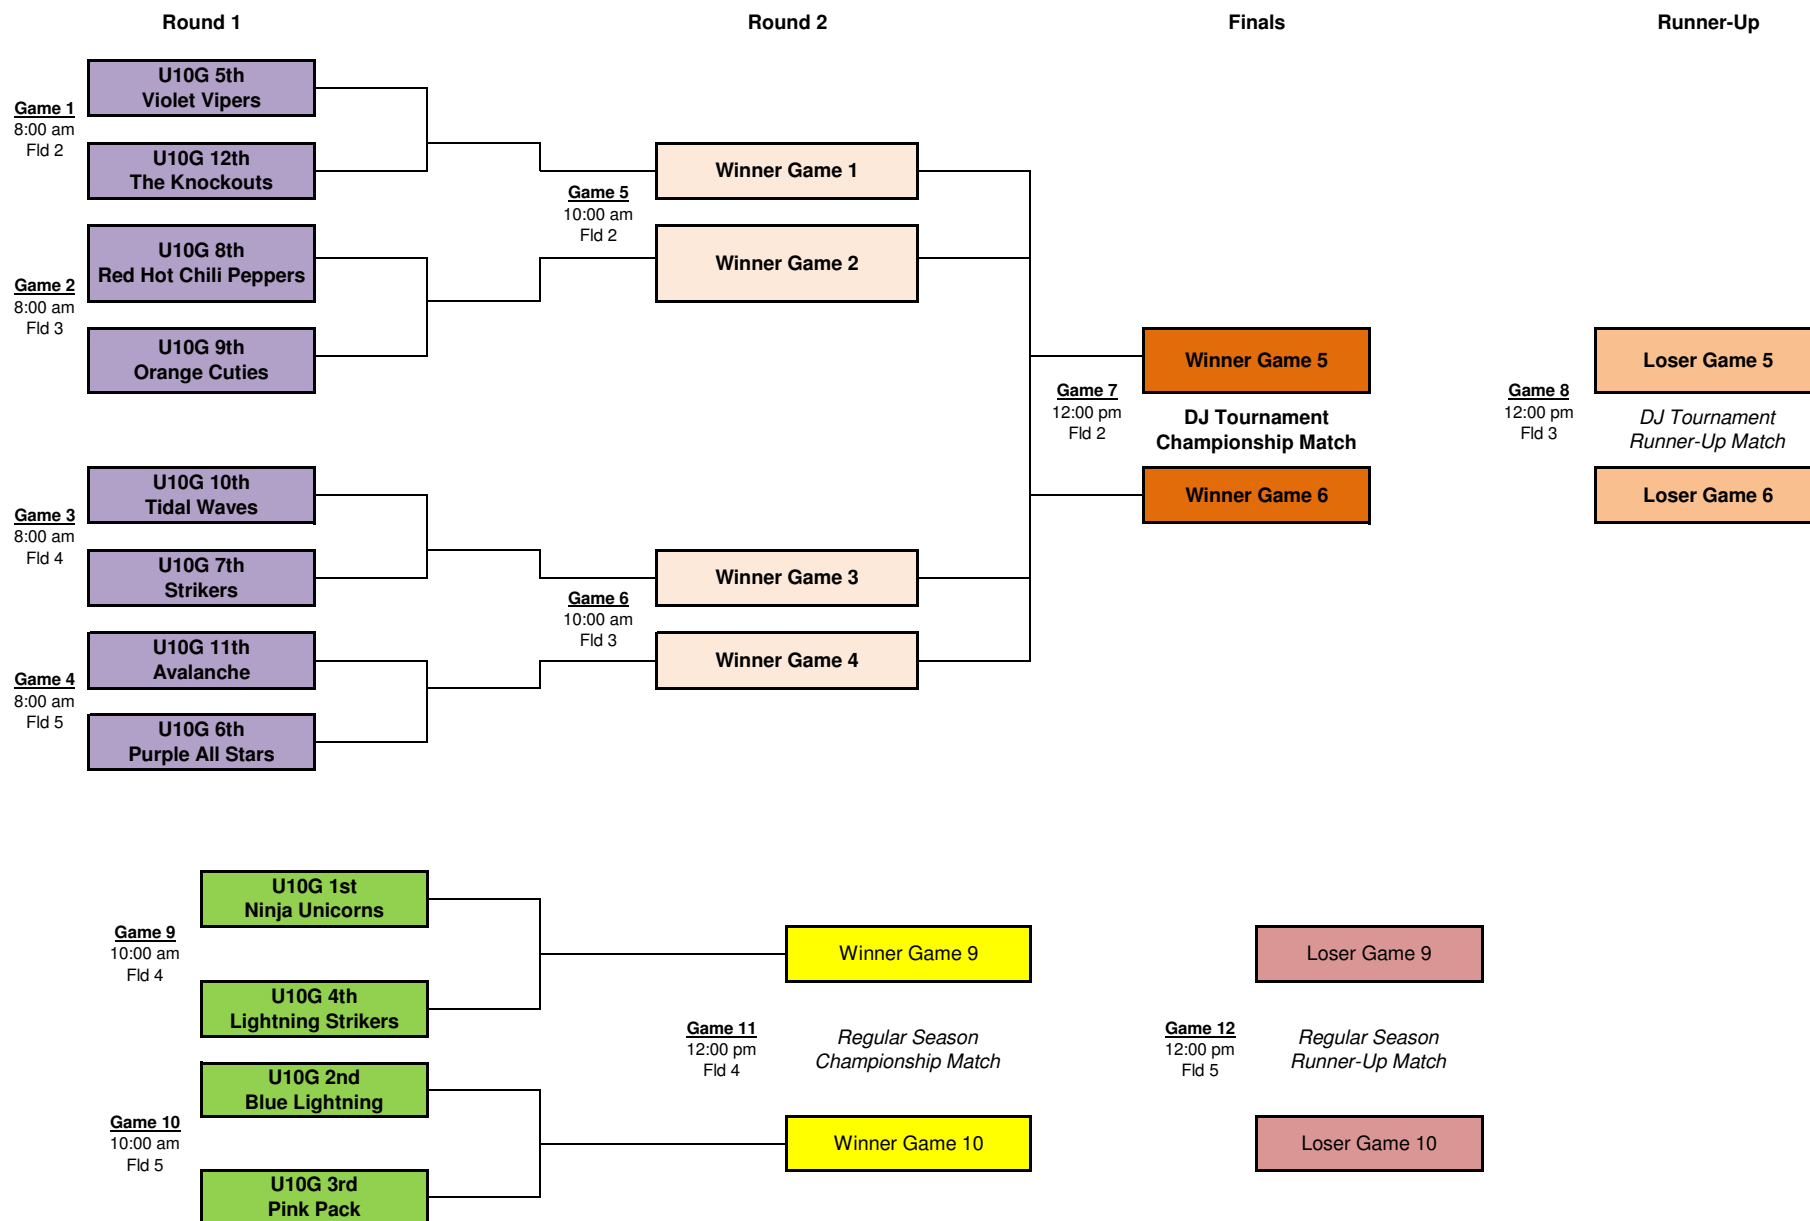 Round 1
Round 2
Finals
Runner-Up
U10G 5th
Violet Vipers
Game 1
8:00 am
Fld 2
U10G 12th
The Knockouts
Winner Game 1
Game 5
10:00 am
Fld 2
U10G 8th
Red Hot Chili Peppers
Winner Game 2
Game 2
8:00 am
Fld 3
U10G 9th
Orange Cuties
Winner Game 5
Loser Game 5
Game 7
12:00 pm
Fld 2
DJ Tournament
Championship Match
Game 8
12:00 pm
Fld 3
DJ Tournament
Runner-Up Match
U10G 10th
Tidal Waves
Winner Game 6
Loser Game 6
Game 3
8:00 am
Fld 4
U10G 7th
Strikers
Winner Game 3
Game 6
10:00 am
Fld 3
U10G 11th
Avalanche
Winner Game 4
Game 4
8:00 am
Fld 5
U10G 6th
Purple All Stars
U10G 1st
Ninja Unicorns
Game 9
10:00 am
Fld 4
Winner Game 9
Loser Game 9
U10G 4th
Lightning Strikers
Game 11
12:00 pm
Fld 4
Regular Season
Championship Match
Game 12
12:00 pm
Fld 5
Regular Season
Runner-Up Match
U10G 2nd
Blue Lightning
Game 10
10:00 am
Fld 5
Winner Game 10
Loser Game 10
U10G 3rd
Pink Pack